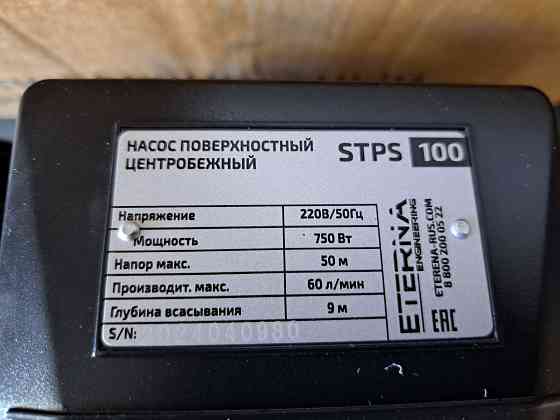 НАСОС ПОВЕРХНОСТНЫЙ
ЦЕНТРОБЕЖНЫЙ
STPS 100
Напряжение 220В/50Гц
Мощность 750 Вт
Напор макс. 50 м
Производит. макс. 60 л/мин
Глубина всасывания 9 м
S/N:
ETERNA
ENGINEERING
ETERENA-RUS.COM
8 800 200 05 22
EAC